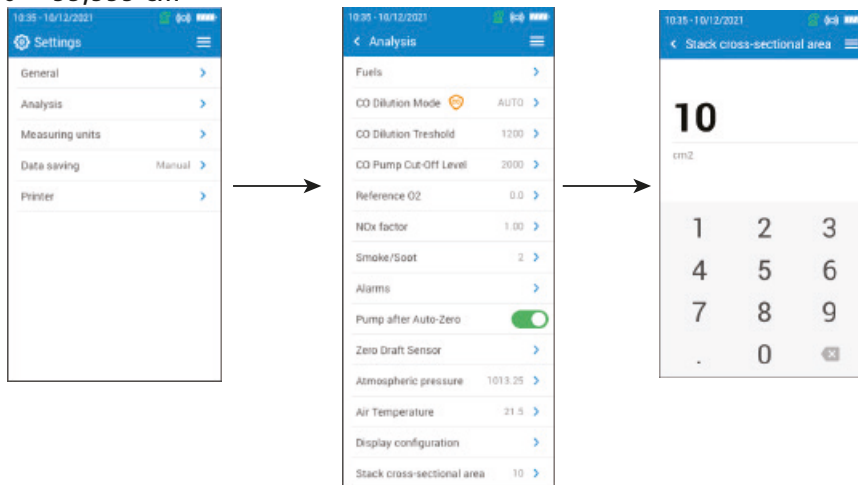 10:35 - 10/12/2021
Settings
General
Analysis
Measuring units
Data saving Manual
Printer
10:35 - 10/12/2021
Analysis
Fuels
CO Dilution Mode AUTO
CO Dilution Treshold 1200
CO Pump Cut-Off Level 2000
Reference O2 0.0
NOx factor 1.00
Smoke/Soot 2
Alarms
Pump after Auto-Zero
Zero Draft Sensor
Atmospheric pressure 1013.25
Air Temperature 21.5
Display configuration
Stack cross-sectional area 10
10:35 - 10/12/2021
Stack cross-sectional area
10
cm2
1 2 3
4 5 6
7 8 9
. 0